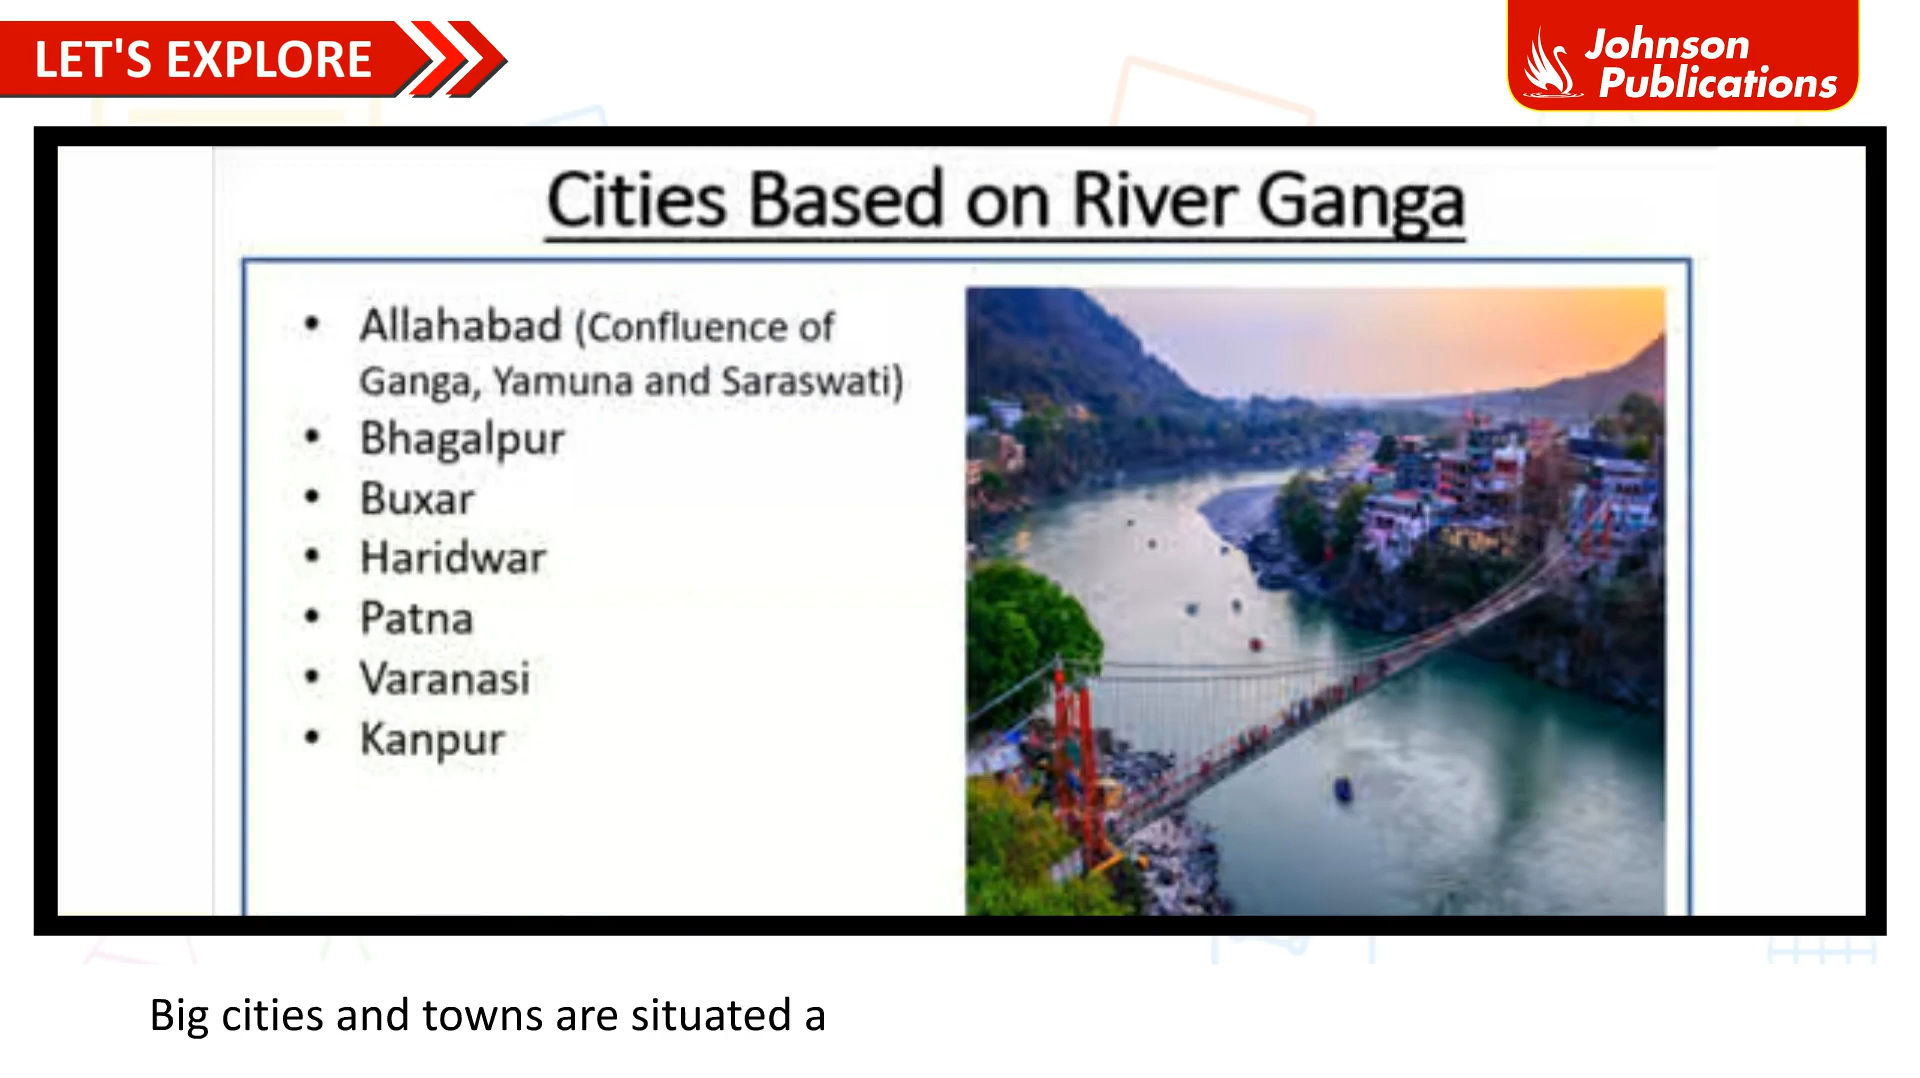 LET'S EXPLORE
Johnson
Publications
Cities Based on River Ganga
• Allahabad (Confluence of
Ganga, Yamuna and Saraswati)
• Bhagalpur
• Buxar
• Haridwar
• Patna
• Varanasi
• Kanpur
Big cities and towns are situated a